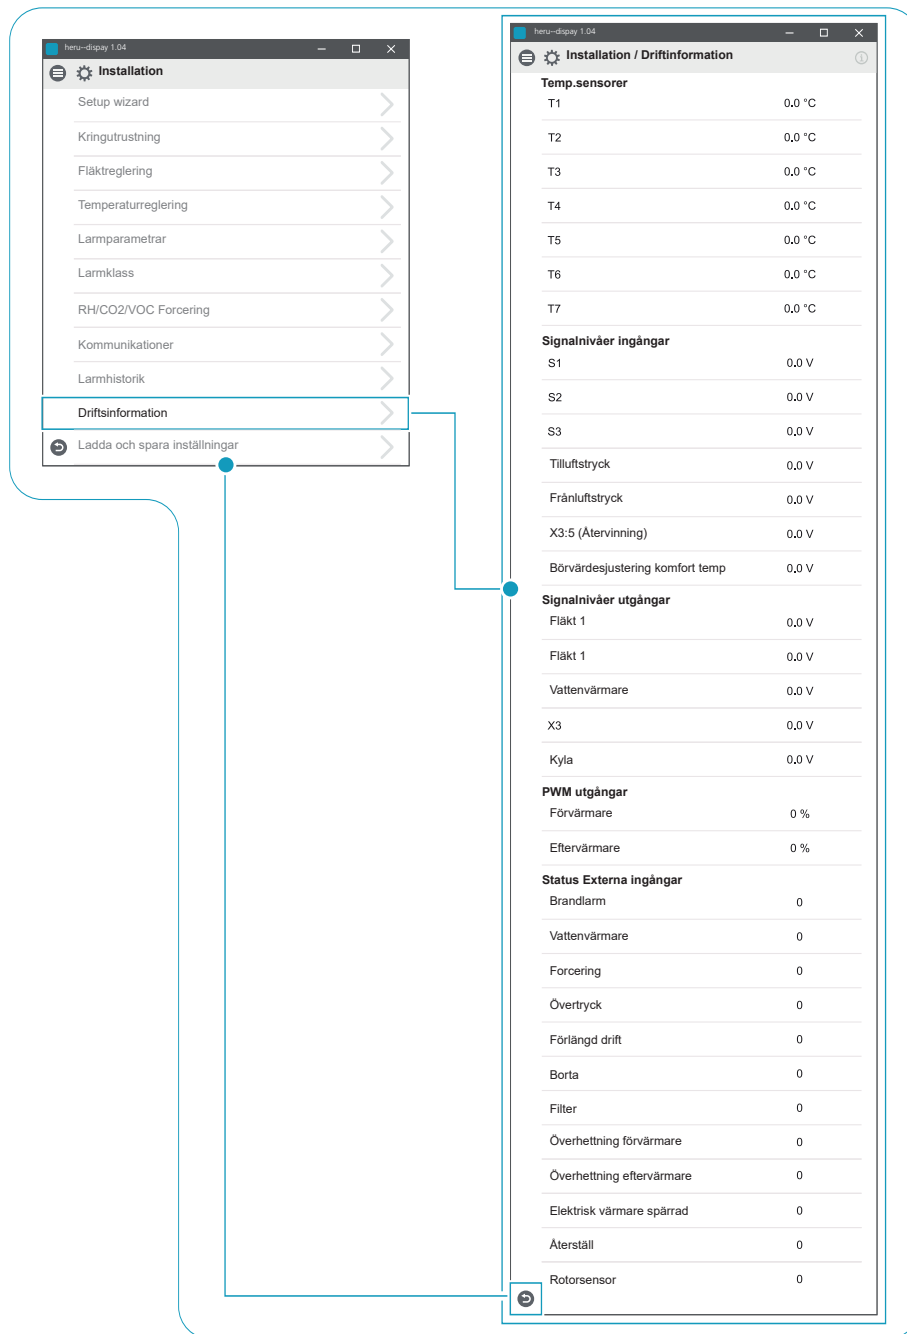 heru--dispay 1.04
Installation
Setup wizard
Kringutrustning
Fläktreglering
Temperaturreglering
Larmparametrar
Larmklass
RH/CO2/VOC Forcering
Kommunikationer
Larmhistorik
Driftsinformation
Ladda och spara inställningar
heru--dispay 1.04
Installation / Driftinformation
Temp.sensorer
T1 0.0 °C
T2 0.0 °C
T3 0.0 °C
T4 0.0 °C
T5 0.0 °C
T6 0.0 °C
T7 0.0 °C
Signalnivåer ingångar
S1 0.0 V
S2 0.0 V
S3 0.0 V
Tilluftstryck 0.0 V
Frånluftstryck 0.0 V
X3:5 (Återvinning) 0.0 V
Börvärdesjustering komfort temp 0.0 V
Signalnivåer utgångar
Fläkt 1 0.0 V
Fläkt 1 0.0 V
Vattenvärmare 0.0 V
X3 0.0 V
Kyla 0.0 V
PWM utgångar
Förvärmare 0 %
Eftervärmare 0 %
Status Externa ingångar
Brandlarm 0
Vattenvärmare 0
Forcering 0
Övertryck 0
Förlängd drift 0
Borta 0
Filter 0
Överhettning förvärmare 0
Överhettning eftervärmare 0
Elektrisk värmare spärrad 0
Återställ 0
Rotorsensor 0